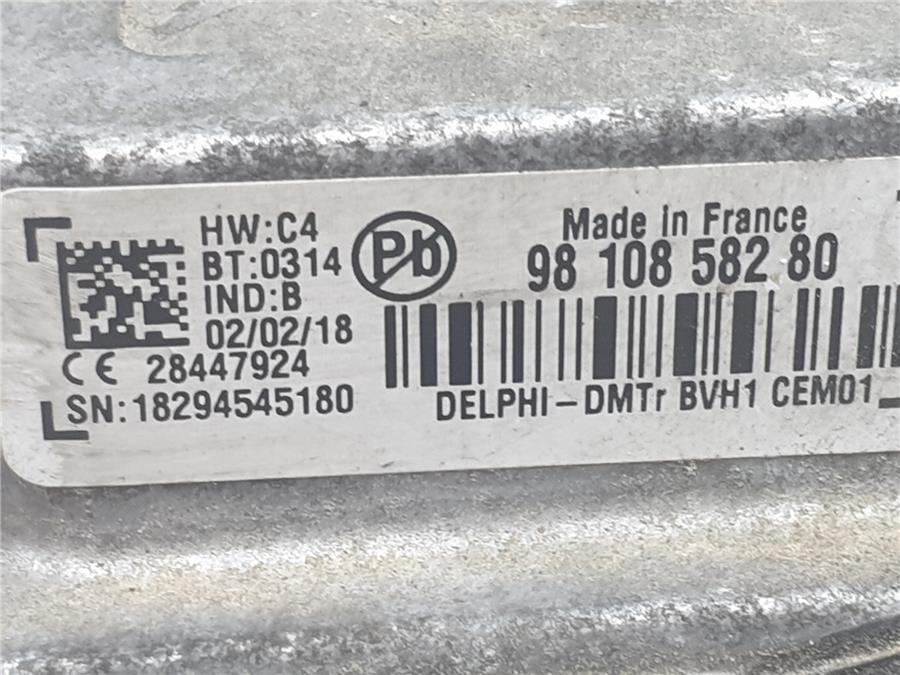 HW:C4
BT:0314
IND:B
02/02/18
CE 28447924
SN:18294545180
Pb
Made in France
98 108 582 80
DELPHI-DMTr BVH1 CEM01